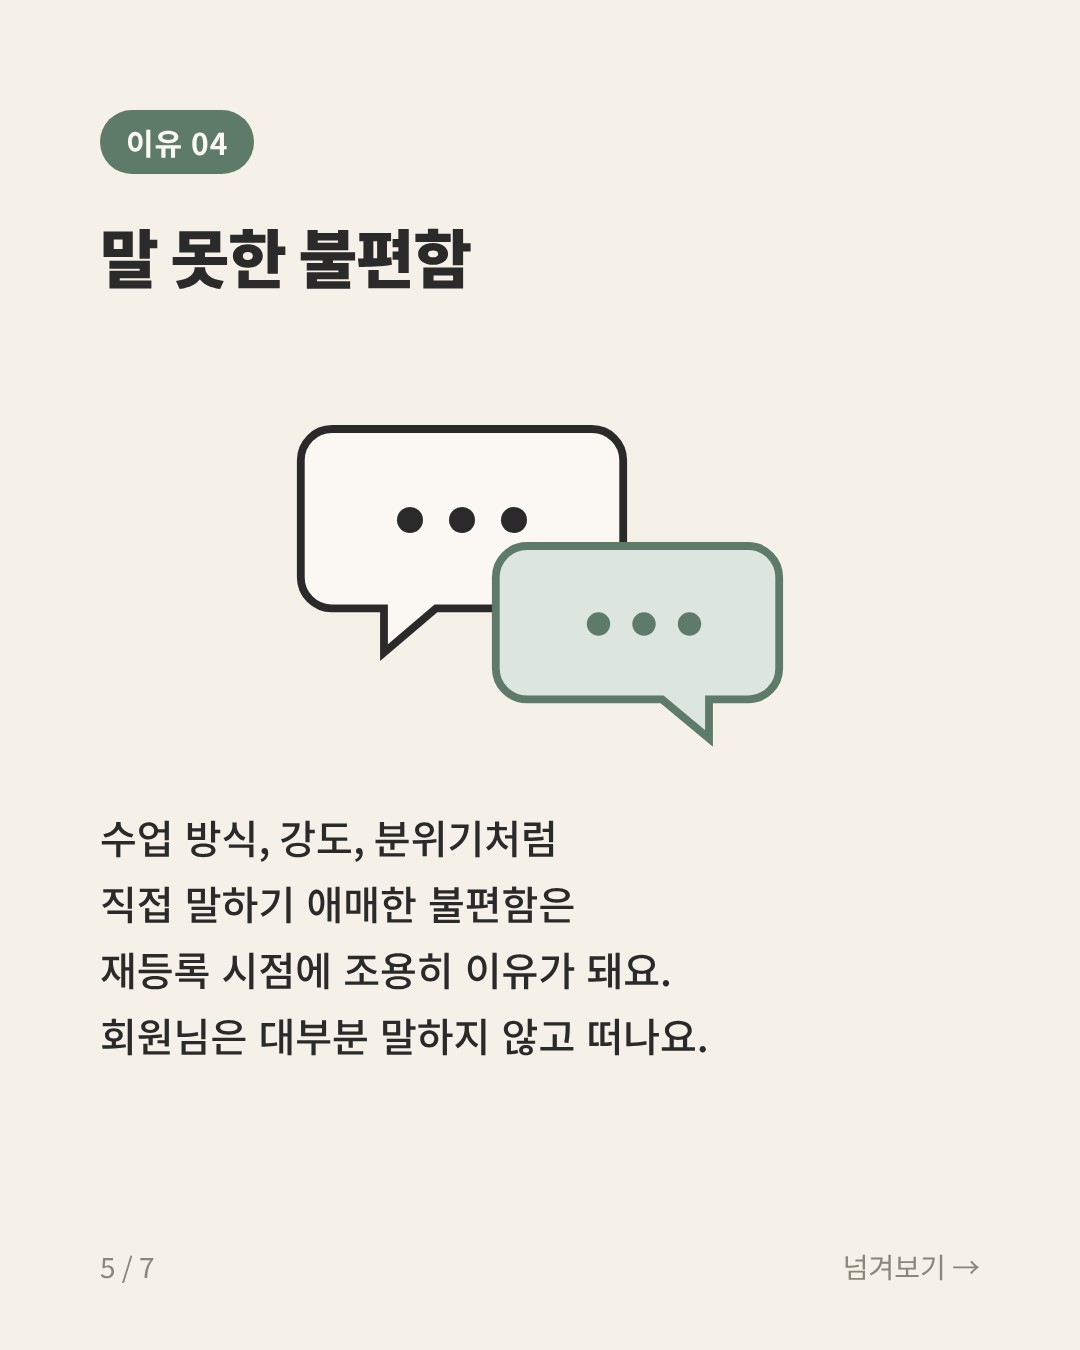 이유 04
말 못한 불편함
수업 방식, 강도, 분위기처럼
직접 말하기 애매한 불편함은
재등록 시점에 조용히 이유가 돼요.
회원님은 대부분 말하지 않고 떠나요.
5 / 7
넘겨보기 →